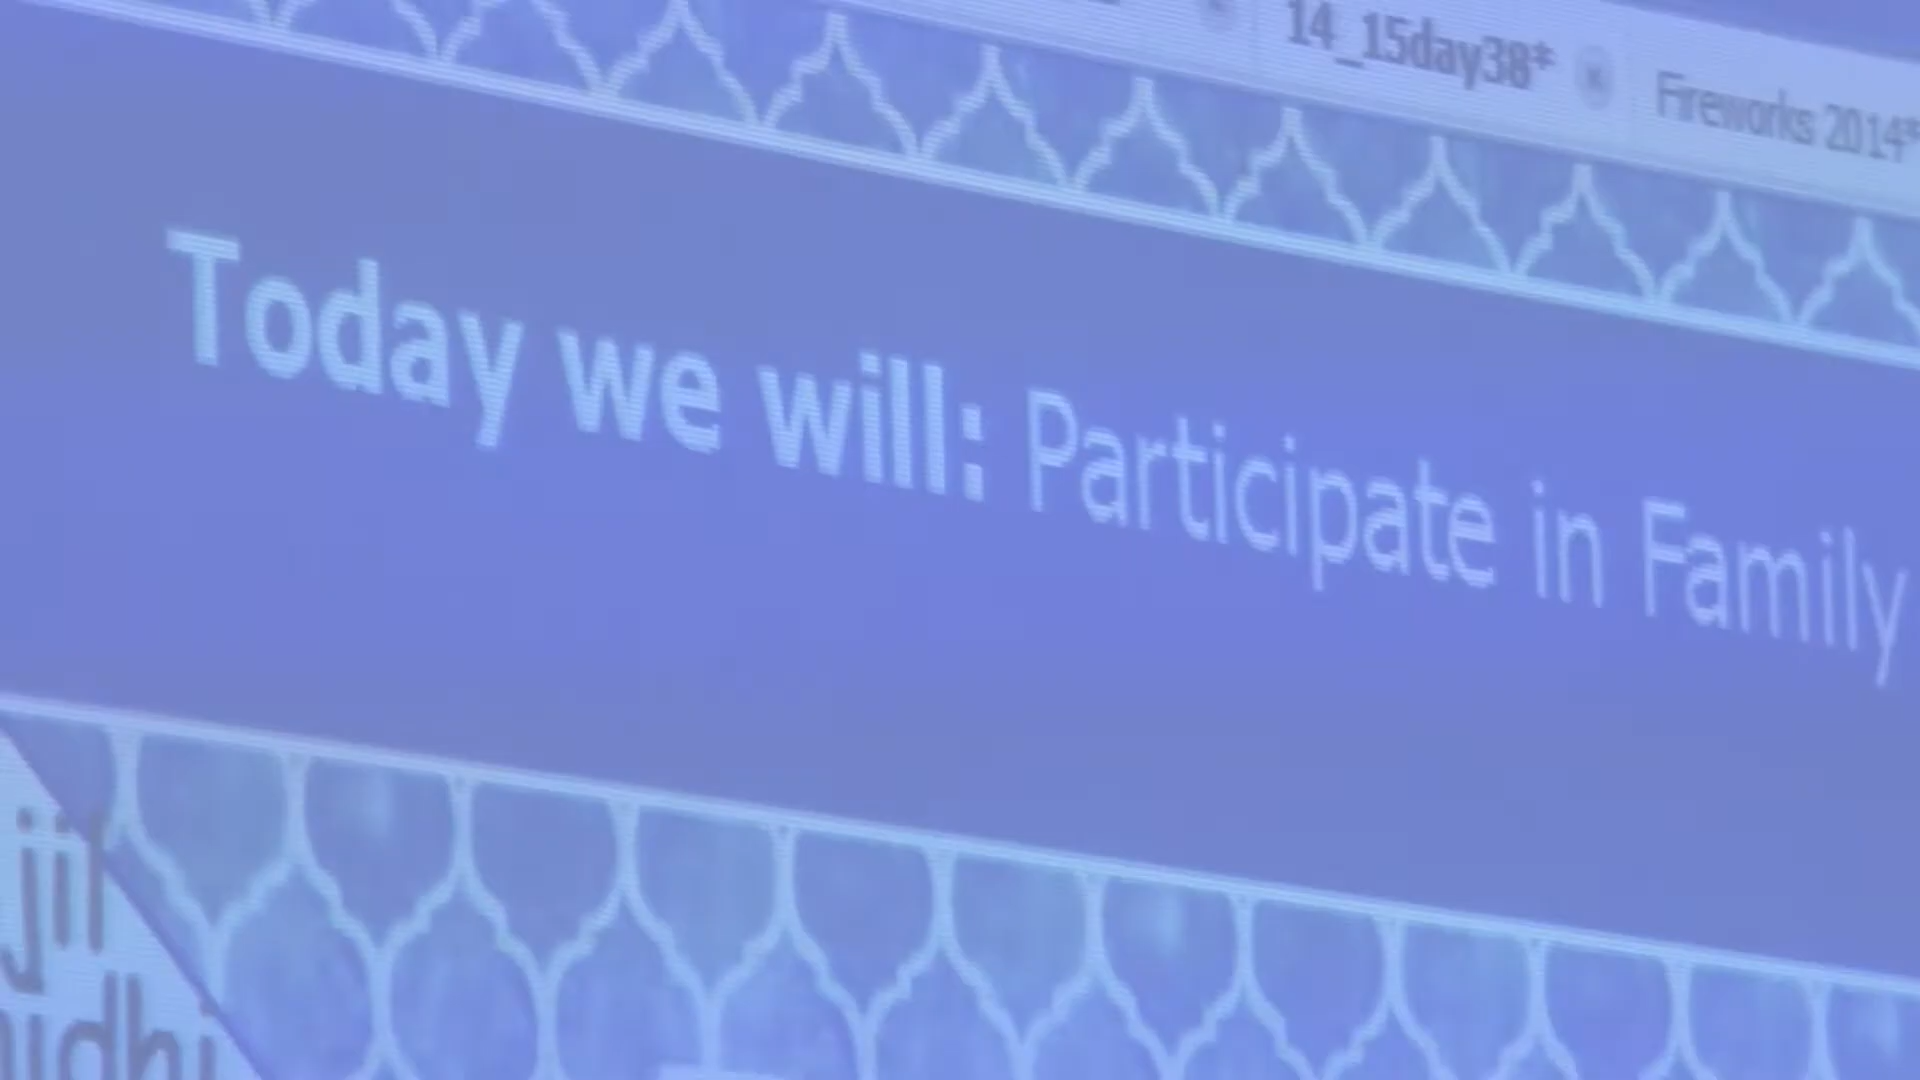 14_15day38*
Fireworks 2014*
Today we will: Participate in Family